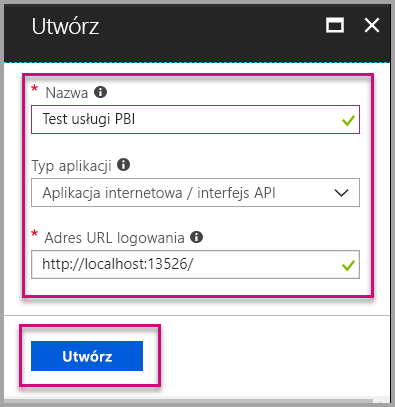 Utwórz
* Nazwa
Test usługi PBI
Typ aplikacji
Aplikacja internetowa / interfejs API
* Adres URL logowania
http://localhost:13526/
Utwórz